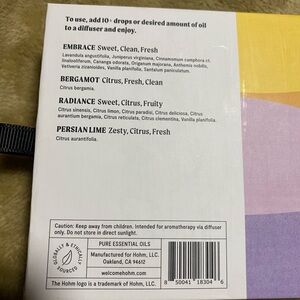 To use, add 10+ drops or desired amount of oil
to a diffuser and enjoy.
EMBRACE Sweet, Clean, Fresh
Lavandula angustifolia, Juniperus virginiana, Cinnamomum camphora ct.
linalooliferum, Cananga odorata, Origanum majorana, Anthemis nobilis,
Vetiveria zizanioides, Vanilla planifolia, Santalum paniculatum.
BERGAMOT Citrus, Fresh, Clean
Citrus bergamia.
RADIANCE Sweet, Citrus, Fruity
Citrus sinensis, Citrus limon, Citrus paradisi, Citrus deliciosa, Citrus
aurantium bergamia, Citrus reticulata, Citrus clementina, Vanilla planifolia.
PERSIAN LIME Zesty, Citrus, Fresh
Citrus aurantifolia.
Caution: Keep away from children. Intended for aromatherapy via diffuser
only. Do not store in direct sunlight.
GLOBALLY & ETHICALLY
SOURCED
PURE ESSENTIAL OILS
Manufactured for Hohm, LLC.
Oakland, CA 94612
welcomehohm.com
The Hohm logo is a trademark of Hohm, LLC.
8 50041 18304 6